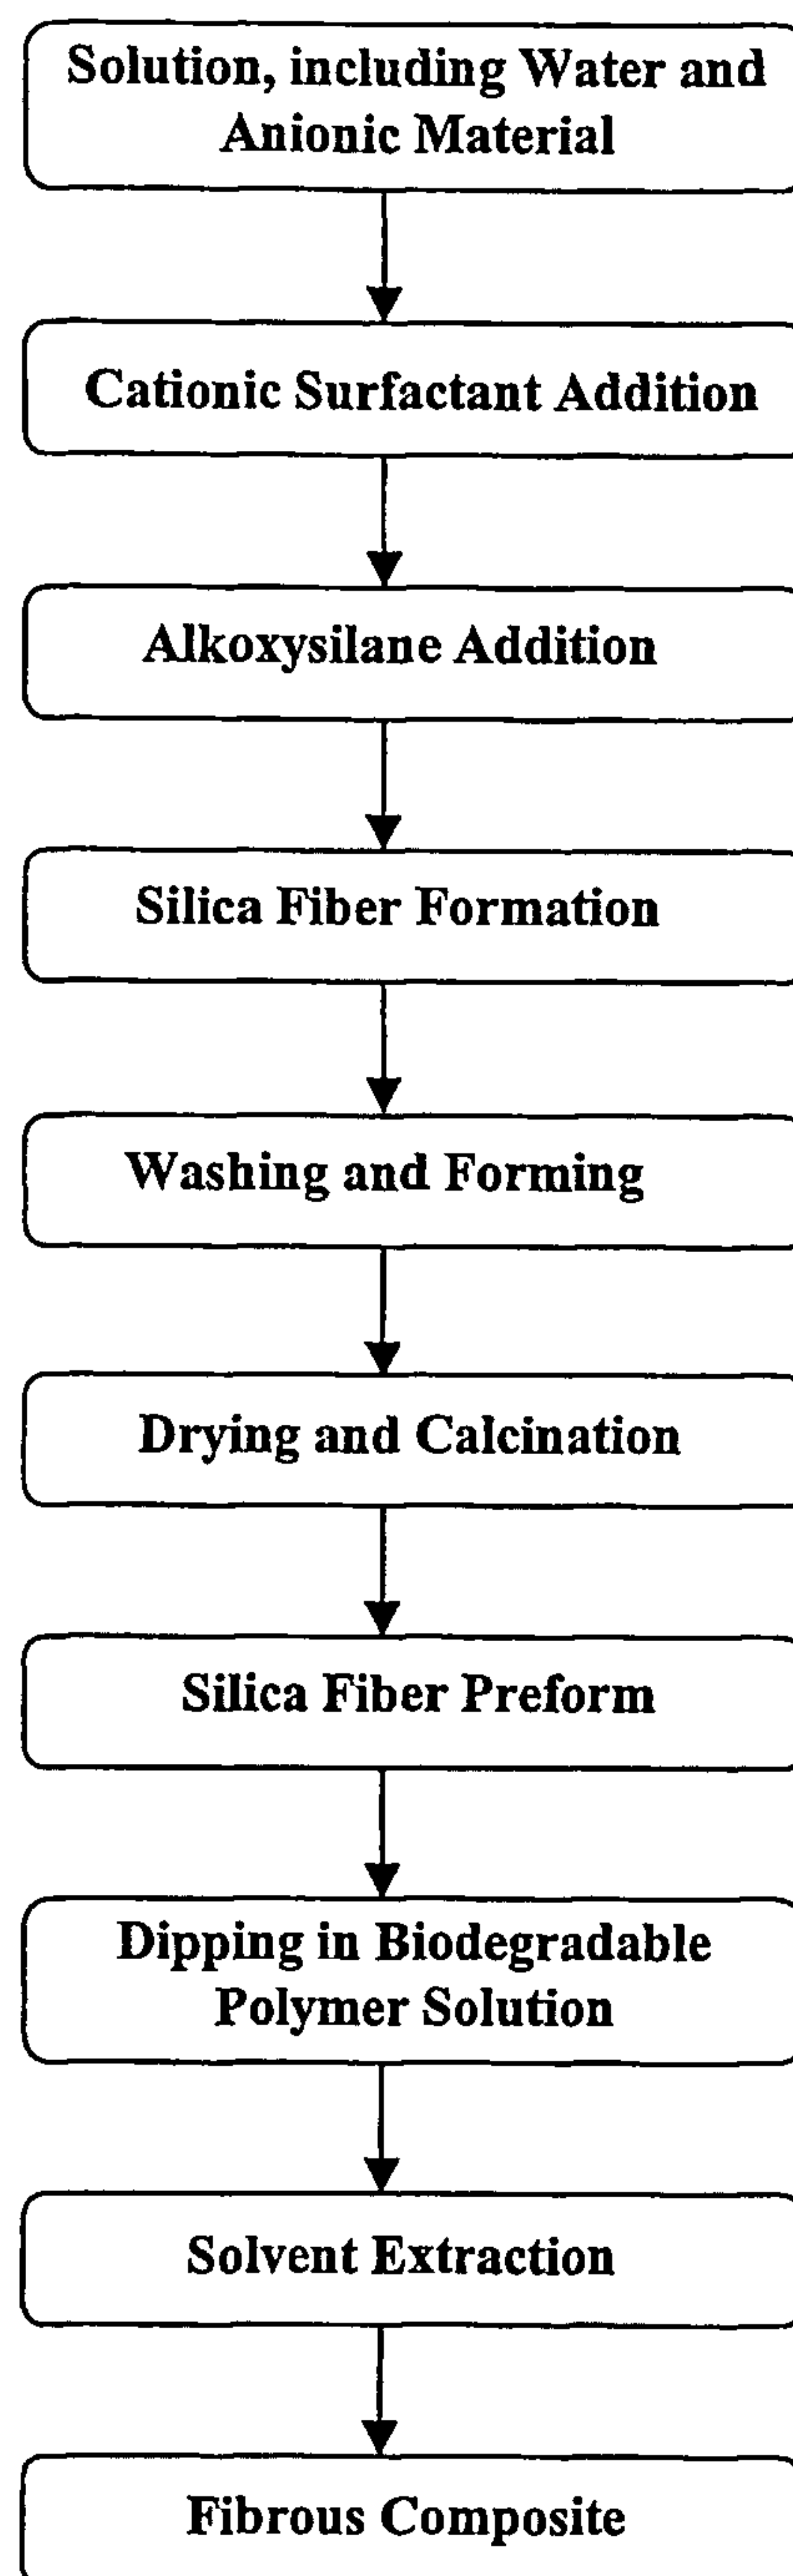 Solution, including Water and
Anionic Material
Cationic Surfactant Addition
Alkoxysilane Addition
Silica Fiber Formation
Washing and Forming
Drying and Calcination
Silica Fiber Preform
Dipping in Biodegradable
Polymer Solution
Solvent Extraction
Fibrous Composite